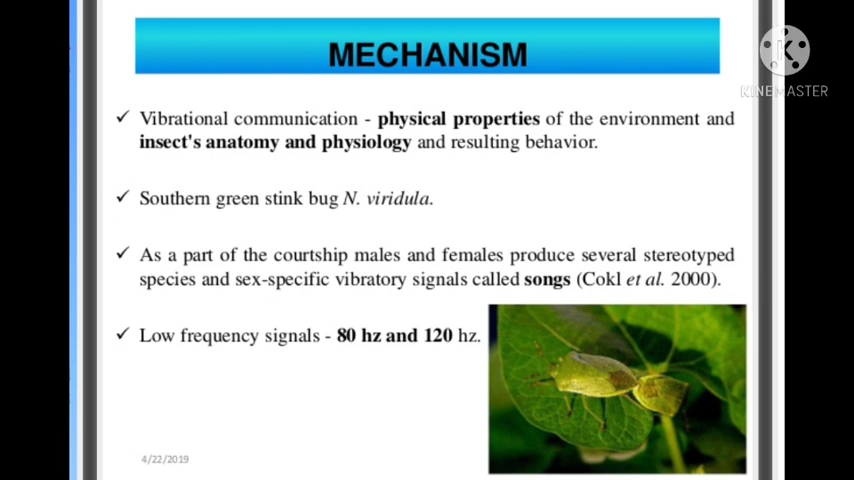 MECHANISM
K
KINEMASTER
✓ Vibrational communication - physical properties of the environment and
insect's anatomy and physiology and resulting behavior.
✓ Southern green stink bug N. viridula.
✓ As a part of the courtship males and females produce several stereotyped
species and sex-specific vibratory signals called songs (Cokl et al. 2000).
✓ Low frequency signals - 80 hz and 120 hz.
4/22/2019